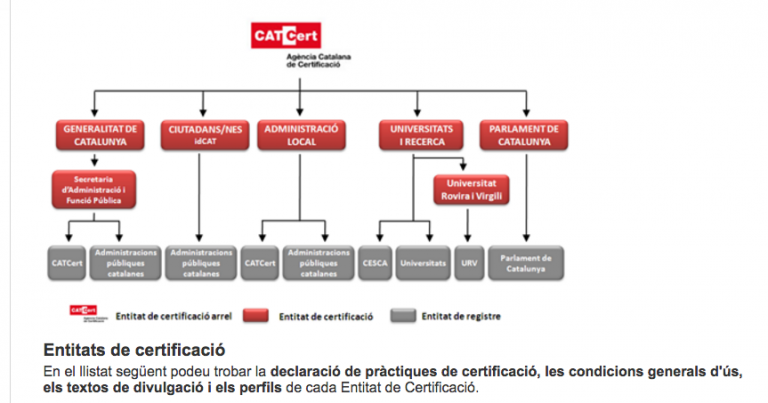 CATCert
Agència Catalana
de Certificació
GENERALITAT DE
CATALUNYA
CIUTADANS/NES
idCAT
ADMINISTRACIÓ
LOCAL
UNIVERSITATS
I RECERCA
PARLAMENT DE
CATALUNYA
Secretaria
d'Administració i
Funció Pública
Universitat
Rovira i Virgili
CATCert
Administracions
públiques
catalanes
Administracions
públiques
catalanes
CATCert
Administracions
públiques
catalanes
CESCA
Universitats
URV
Parlament de
Catalunya
CATCert
Agència Catalana
de Certificació
Entitat de certificació arrel
Entitat de certificació
Entitat de registre
Entitats de certificació
En el llistat següent podeu trobar la declaració de pràctiques de certificació, les condicions generals d'ús,
els textos de divulgació i els perfils de cada Entitat de Certificació.